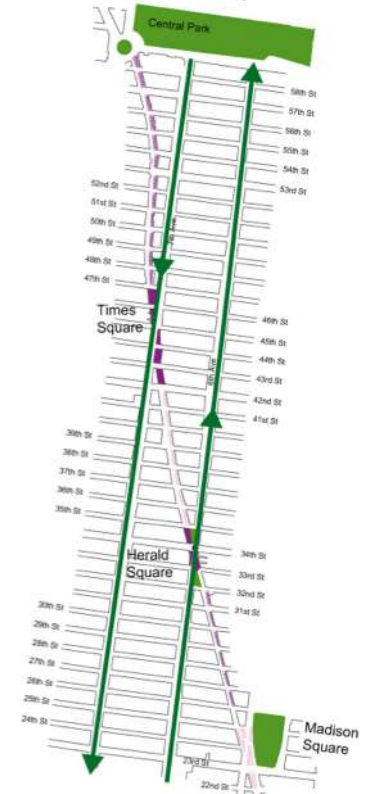 Central Park
58th St
57th St
56th St
55th St
54th St
53rd St
52nd St
51st St
50th St
49th St
48th St
47th St
7th Ave
Times
Square
46th St
45th St
44th St
43rd St
42nd St
41st St
6th Ave
39th St
38th St
37th St
36th St
35th St
34th St
33rd St
32nd St
31st St
Herald
Square
30th St
29th St
28th St
27th St
26th St
25th St
24th St
Madison
Square
23rd St
22nd St